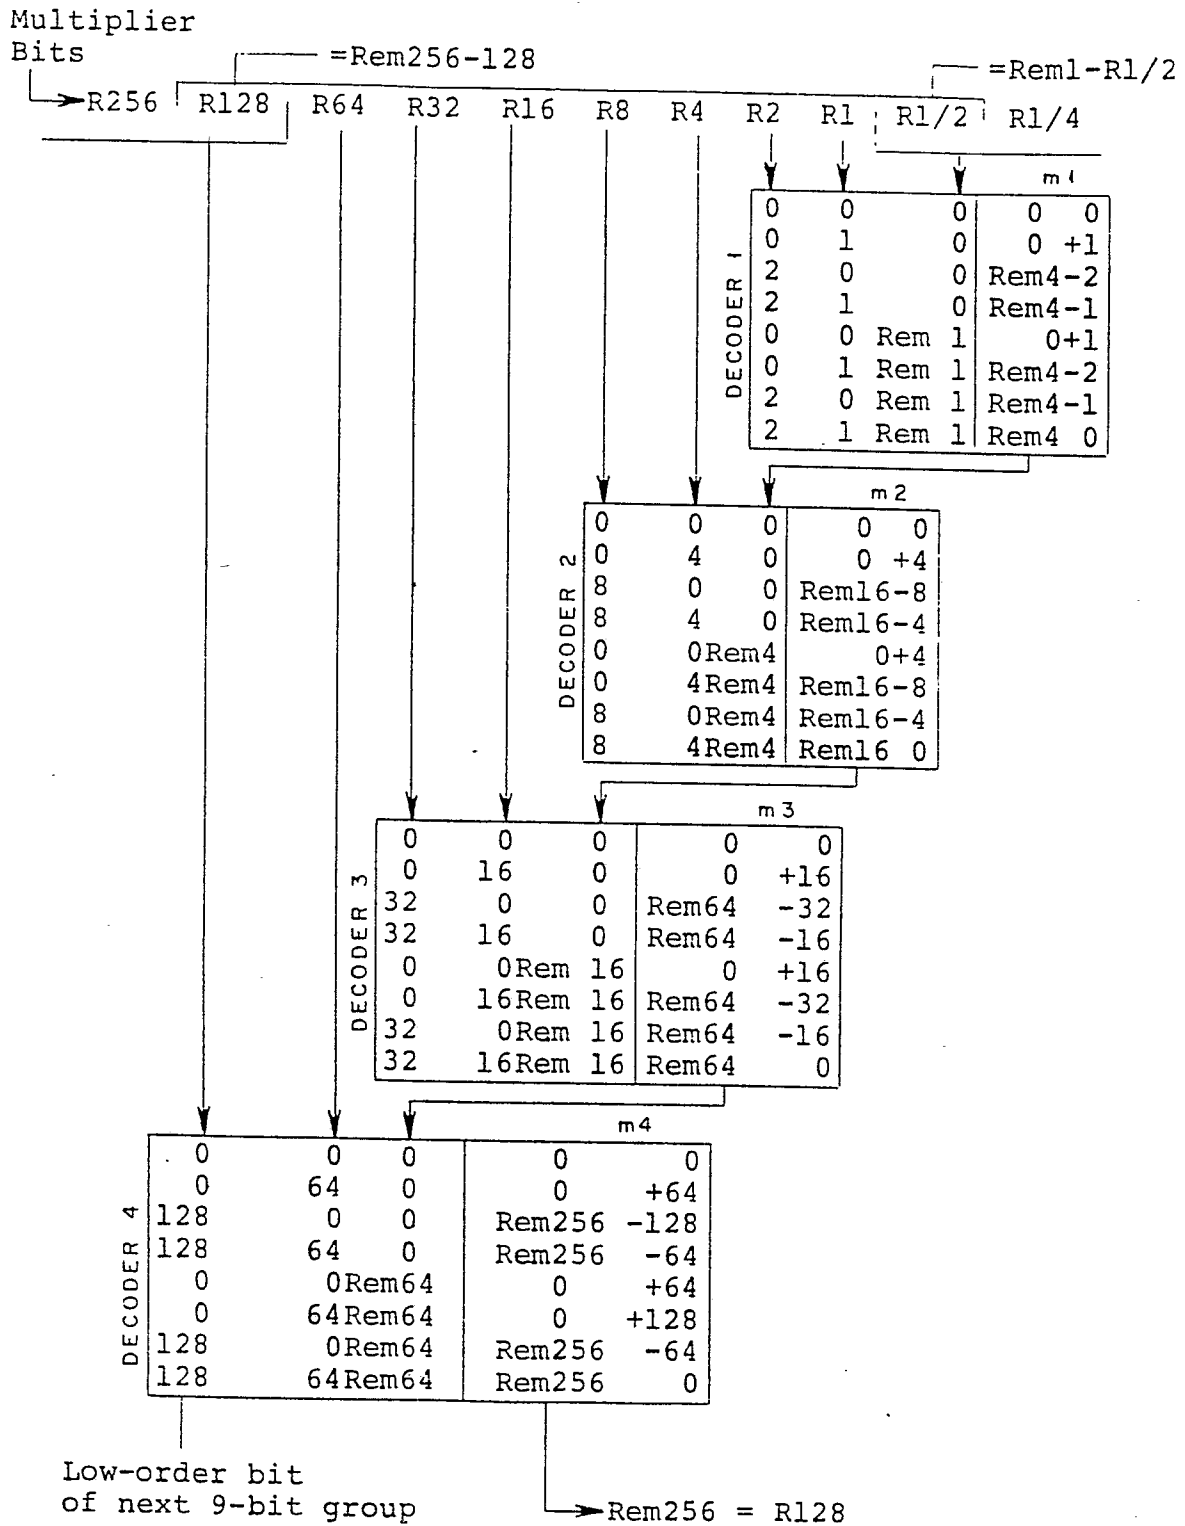 Multiplier
Bits
=Rem256-128
=Rem1-R1/2
R256 R128 R64 R32 R16 R8 R4 R2 R1 R1/2 R1/4
m1
DECODER 1
0 0 0 0 0
0 1 0 0 +1
2 0 0 Rem4-2
2 1 0 Rem4-1
0 0 Rem 1 0+1
0 1 Rem 1 Rem4-2
2 0 Rem 1 Rem4-1
2 1 Rem 1 Rem4 0
m2
DECODER 2
0 0 0 0 0
0 4 0 0 +4
8 0 0 Rem16-8
8 4 0 Rem16-4
0 0Rem4 0+4
0 4Rem4 Rem16-8
8 0Rem4 Rem16-4
8 4Rem4 Rem16 0
m3
DECODER 3
0 0 0 0 0
0 16 0 0 +16
32 0 0 Rem64 -32
32 16 0 Rem64 -16
0 0Rem 16 0 +16
0 16Rem 16 Rem64 -32
32 0Rem 16 Rem64 -16
32 16Rem 16 Rem64 0
m4
DECODER 4
0 0 0 0 0
0 64 0 0 +64
128 0 0 Rem256 -128
128 64 0 Rem256 -64
0 0Rem64 0 +64
0 64Rem64 0 +128
128 0Rem64 Rem256 -64
128 64Rem64 Rem256 0
Low-order bit
of next 9-bit group
Rem256 = R128